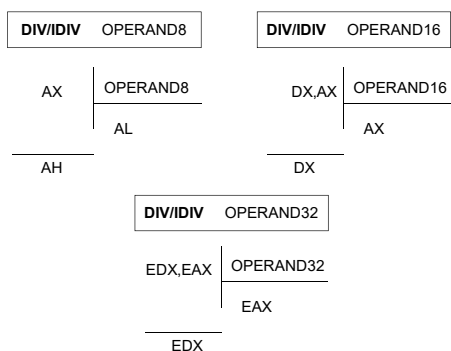 DIV/IDIV OPERAND8
AX OPERAND8
AL
AH
DIV/IDIV OPERAND16
DX,AX OPERAND16
AX
DX
DIV/IDIV OPERAND32
EDX,EAX OPERAND32
EAX
EDX